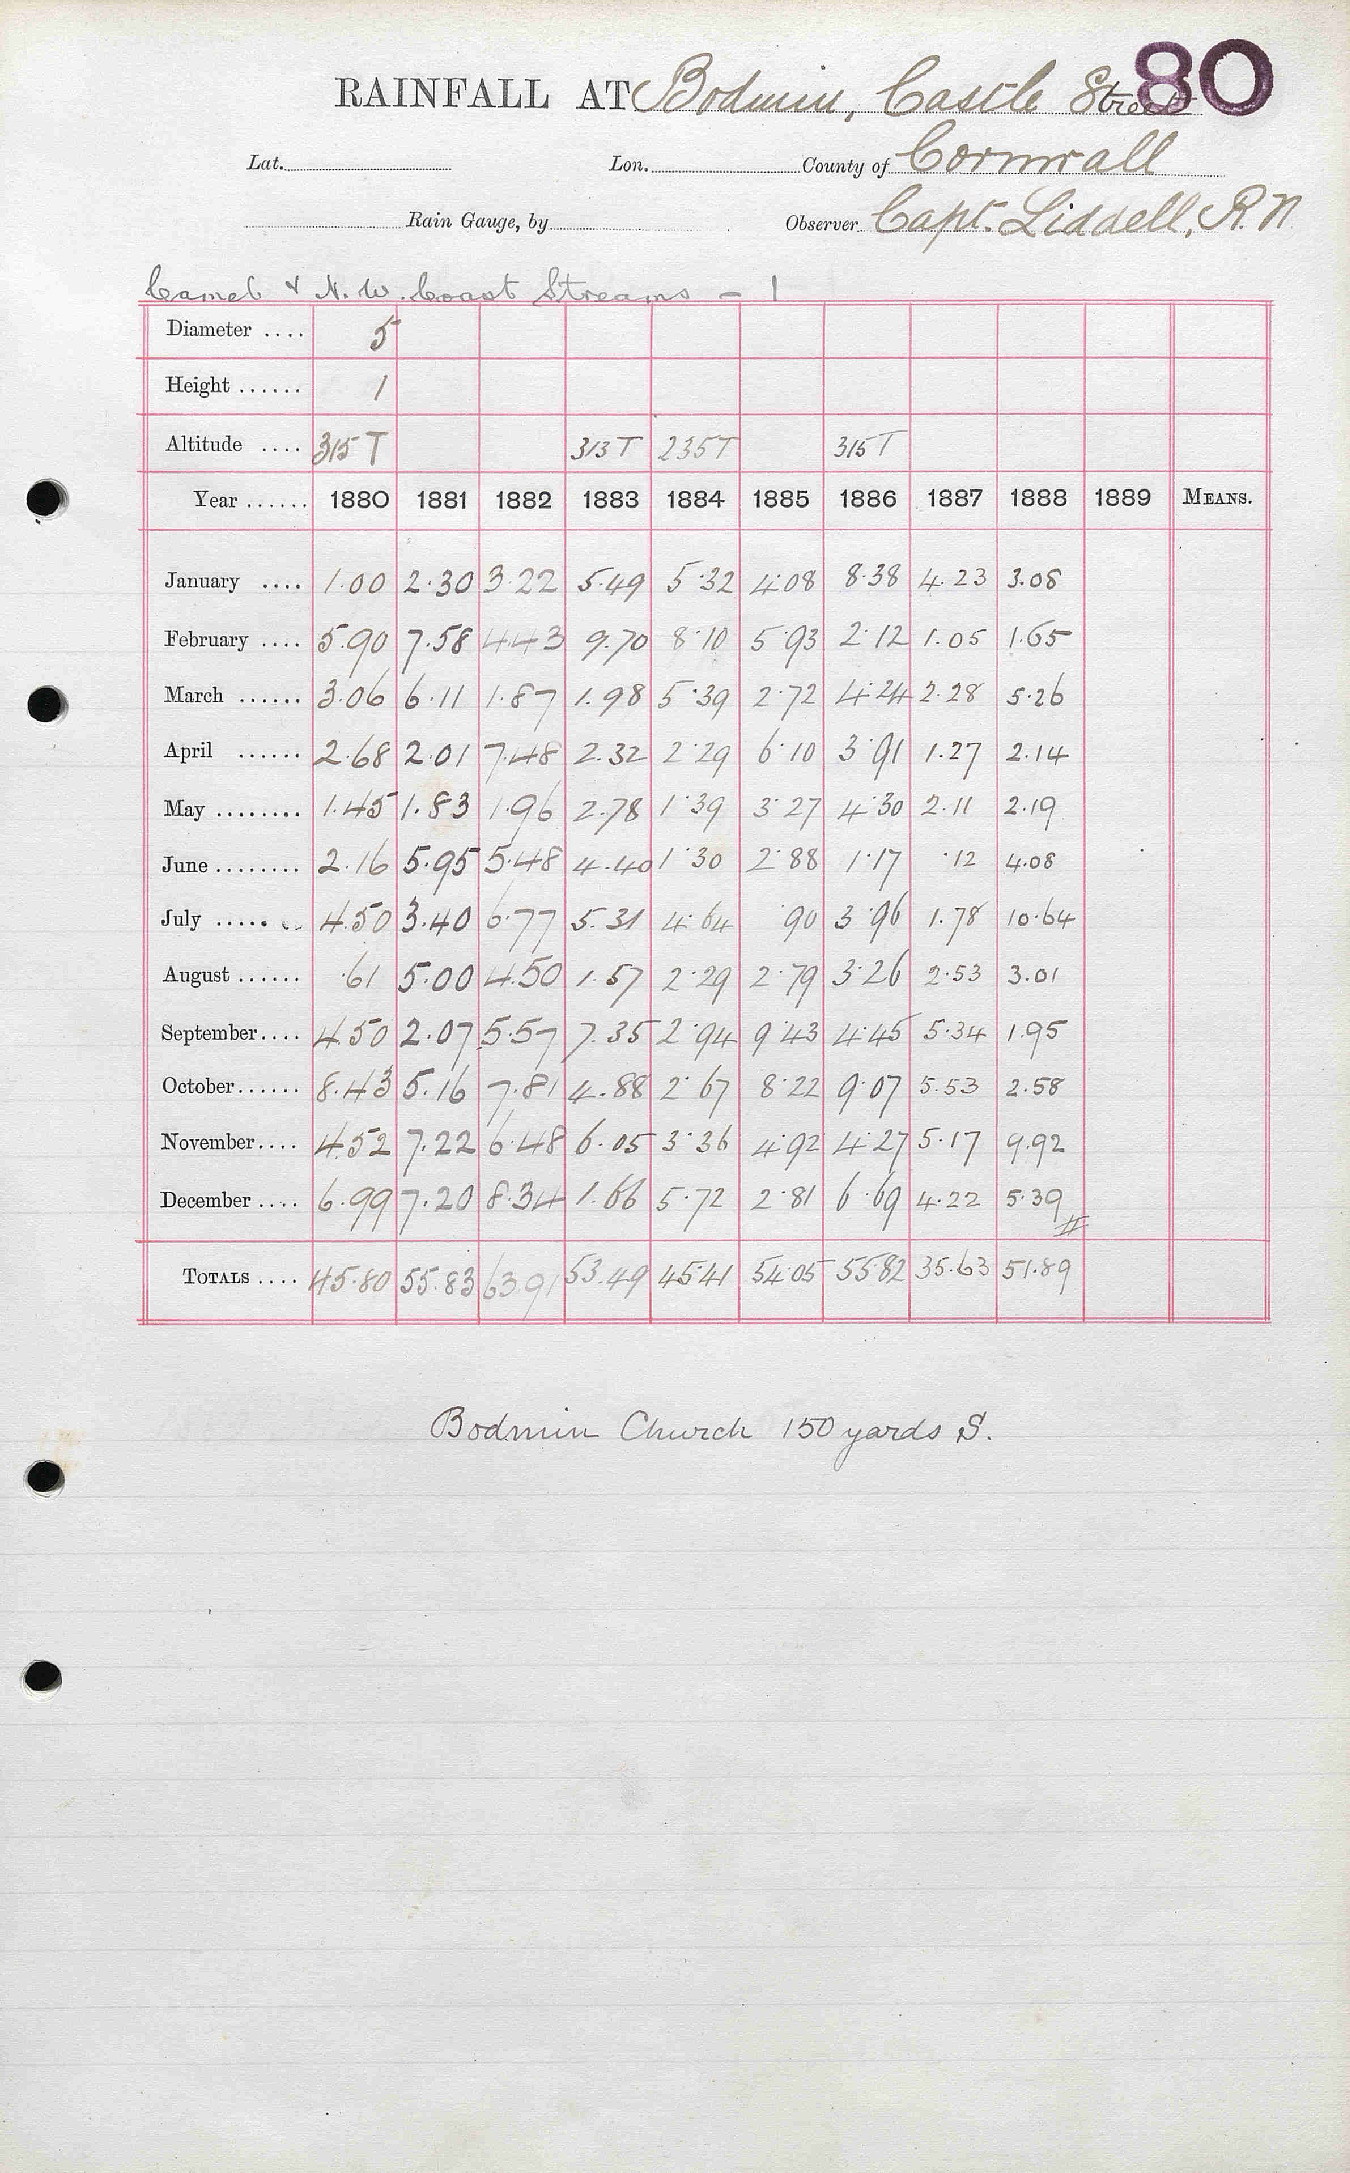 80
RAINFALL AT Bodmin, Castle Street
Lat. Lon. County of Cornwall
Rain Gauge, by Observer Capt. Liddell, R.N
Camel & N.W. Coast Streams - 1
Diameter .... 5
Height ...... 1
Altitude .... 315 T 313 T 235 T 315 T
Year ...... 1880 1881 1882 1883 1884 1885 1886 1887 1888 1889 MEANS.
January .... 1.00 2.30 3.22 5.49 5.32 4.08 8.38 4.23 3.08
February .... 5.90 7.58 4.43 9.70 8.10 5.93 2.12 1.05 1.65
March ...... 3.06 6.11 1.87 1.98 5.39 2.72 4.24 2.28 5.26
April ...... 2.68 2.01 7.48 2.32 2.29 6.10 3.91 1.27 2.14
May ........ 1.45 1.83 1.96 2.78 1.39 3.27 4.30 2.11 2.19
June ........ 2.16 5.95 5.48 4.40 1.30 2.88 1.17 .12 4.08
July ..... 4.50 3.40 6.77 5.31 4.64 .90 3.96 1.78 10.64
August ...... .61 5.00 4.50 1.57 2.29 2.79 3.26 2.53 3.01
September .... 4.50 2.07 5.57 7.35 2.94 9.43 4.45 5.34 1.95
October ...... 8.43 5.16 7.81 4.88 2.67 8.22 9.07 5.53 2.58
November .... 4.52 7.22 6.48 6.05 3.36 4.92 4.27 5.17 9.92
December .... 6.99 7.20 8.34 1.66 5.72 2.81 6.69 4.22 5.39
TOTALS .... 45.80 55.83 63.91 53.49 45.41 54.05 55.82 35.63 51.89
Bodmin Church 150 yards S.